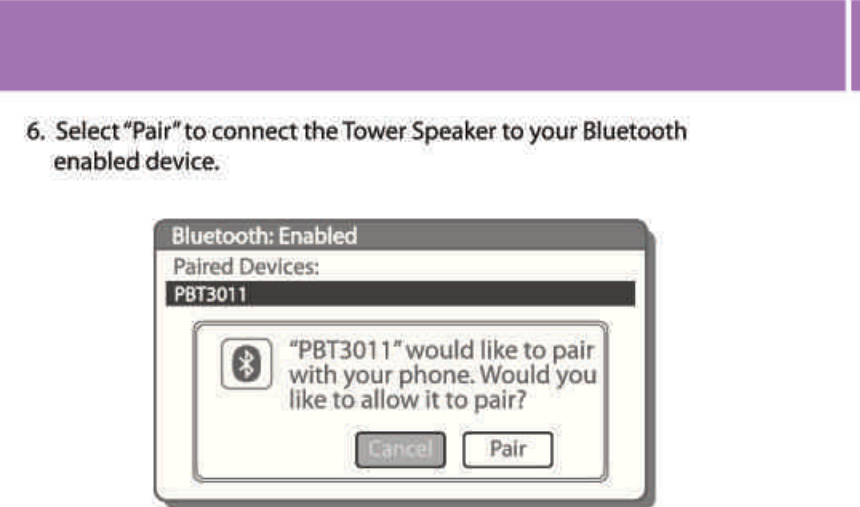 6. Select “Pair” to connect the Tower Speaker to your Bluetooth
enabled device.
Bluetooth: Enabled
Paired Devices:
PBT3011
“PBT3011” would like to pair
with your phone. Would you
like to allow it to pair?
Cancel Pair